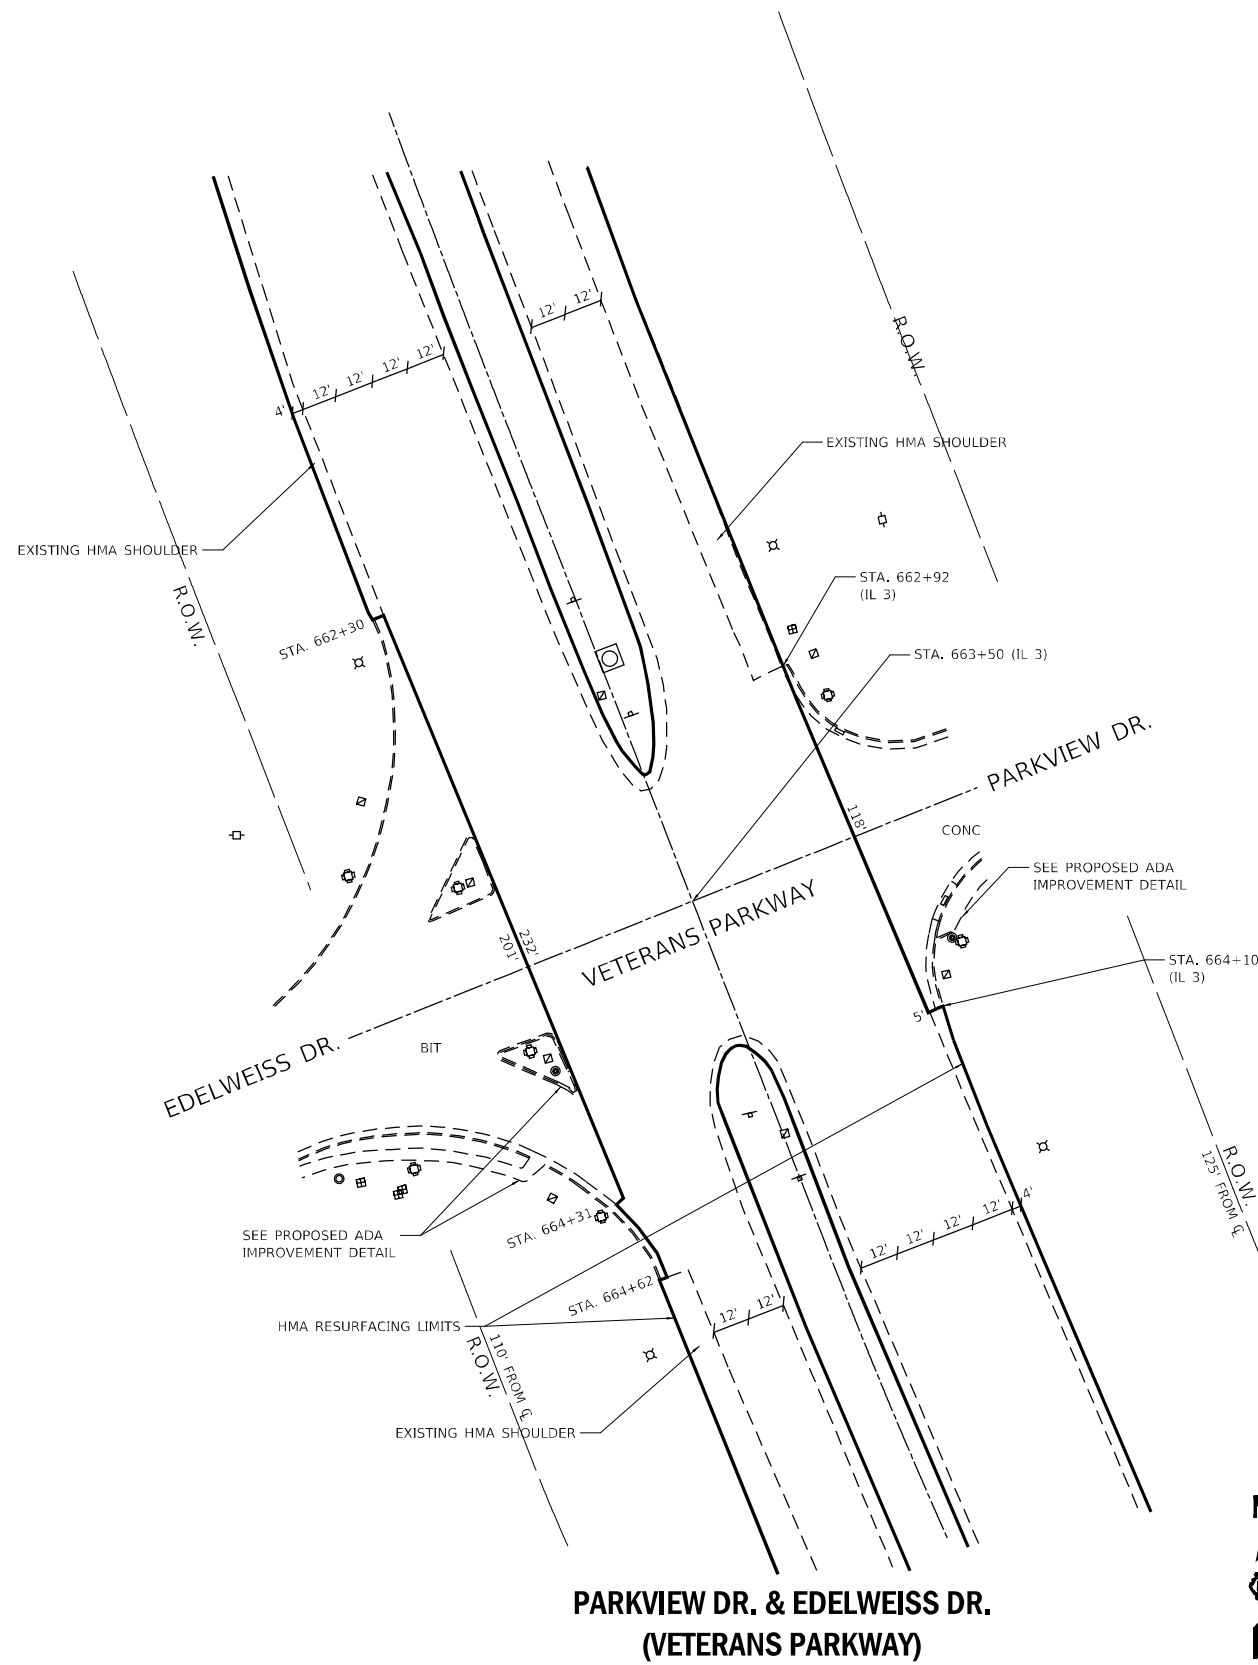 12' 12'
R.O.W.
12' 12' 12' 12'
4'
EXISTING HMA SHOULDER
EXISTING HMA SHOULDER
STA. 662+92
(IL 3)
R.O.W.
STA. 662+30
STA. 663+50 (IL 3)
PARKVIEW DR.
118'
CONC
SEE PROPOSED ADA
IMPROVEMENT DETAIL
VETERANS PARKWAY
232'
201'
STA. 664+10
(IL 3)
5'
EDELWEISS DR.
BIT
R.O.W.
125' FROM ℄
12' 12' 12' 12' 4'
STA. 664+31
SEE PROPOSED ADA
IMPROVEMENT DETAIL
STA. 664+62
12' 12'
HMA RESURFACING LIMITS
110' FROM ℄
R.O.W.
EXISTING HMA SHOULDER
PARKVIEW DR. & EDELWEISS DR.
(VETERANS PARKWAY)